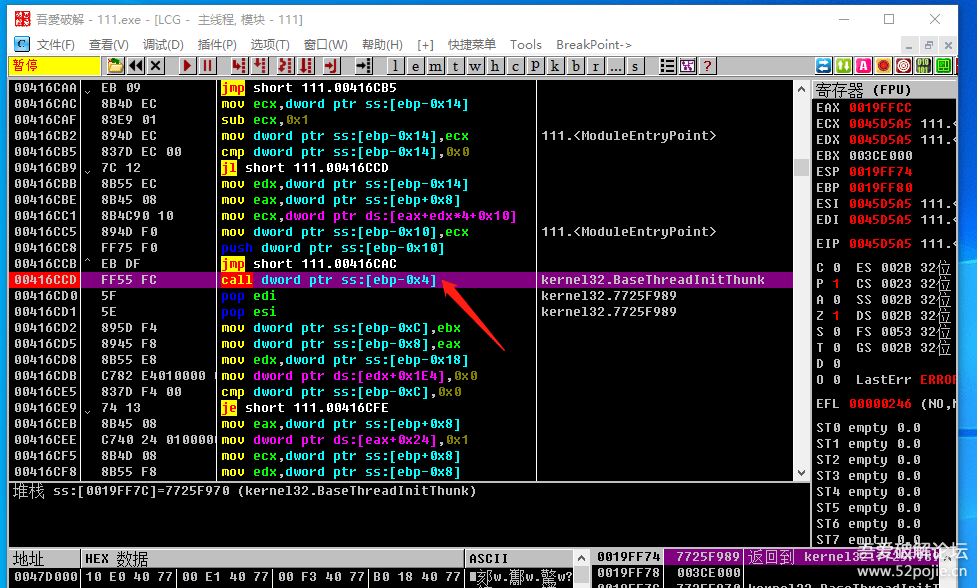 吾愛破解 - 111.exe - [LCG - 主线程, 模块 - 111]
C 文件(F) 查看(V) 调试(D) 插件(P) 选项(T) 窗口(W) 帮助(H) [+] 快捷菜单 Tools BreakPoint->
暂停 l e m t w h c P k b r ... s ?
00416CAA EB 09 jmp short 111.00416CB5
00416CAC 8B4D EC mov ecx,dword ptr ss:[ebp-0x14]
00416CAF 83E9 01 sub ecx,0x1
00416CB2 894D EC mov dword ptr ss:[ebp-0x14],ecx 111.<ModuleEntryPoint>
00416CB5 837D EC 00 cmp dword ptr ss:[ebp-0x14],0x0
00416CB9 7C 12 jl short 111.00416CCD
00416CBB 8B55 EC mov edx,dword ptr ss:[ebp-0x14]
00416CBE 8B45 08 mov eax,dword ptr ss:[ebp+0x8]
00416CC1 8B4C90 10 mov ecx,dword ptr ds:[eax+edx*4+0x10]
00416CC5 894D F0 mov dword ptr ss:[ebp-0x10],ecx 111.<ModuleEntryPoint>
00416CC8 FF75 F0 push dword ptr ss:[ebp-0x10]
00416CCB ^ EB DF jmp short 111.00416CAC
00416CCD FF55 FC call dword ptr ss:[ebp-0x4] kernel32.BaseThreadInitThunk
00416CD0 5F pop edi kernel32.7725F989
00416CD1 5E pop esi kernel32.7725F989
00416CD2 895D F4 mov dword ptr ss:[ebp-0xC],ebx
00416CD5 8945 F8 mov dword ptr ss:[ebp-0x8],eax
00416CD8 8B55 E8 mov edx,dword ptr ss:[ebp-0x18]
00416CDB C782 E4010000 mov dword ptr ds:[edx+0x1E4],0x0
00416CE5 837D F4 00 cmp dword ptr ss:[ebp-0xC],0x0
00416CE9 74 13 je short 111.00416CFE
00416CEB 8B45 08 mov eax,dword ptr ss:[ebp+0x8]
00416CEE C740 24 0100000 mov dword ptr ds:[eax+0x24],0x1
00416CF5 8B4D 08 mov ecx,dword ptr ss:[ebp+0x8]
00416CF8 8B55 F8 mov edx,dword ptr ss:[ebp-0x8]
堆栈 ss:[0019FF7C]=7725F970 (kernel32.BaseThreadInitThunk)
寄存器 (FPU)
EAX 0019FFCC
ECX 0045D5A5 111.<
EDX 0045D5A5 111.<
EBX 003CE000
ESP 0019FF74
EBP 0019FF80
ESI 0045D5A5 111.<
EDI 0045D5A5 111.<
EIP 0045D5A5 111.<
C 0 ES 002B 32位
P 1 CS 0023 32位
A 0 SS 002B 32位
Z 1 DS 002B 32位
S 0 FS 0053 32位
T 0 GS 002B 32位
D 0
O 0 LastErr ERROR
EFL 00000246 (NO,N
ST0 empty 0.0
ST1 empty 0.0
ST2 empty 0.0
ST3 empty 0.0
ST4 empty 0.0
ST5 empty 0.0
ST6 empty 0.0
ST7 empty 0.0
地址 HEX 数据 ASCII
0047D000 10 E0 40 77 00 E1 40 77 00 F3 40 77 B0 18 40 77
0019FF74 7725F989 返回到 kernel3
0019FF78 003CE000
吾爱破解论坛
www.52pojie.cn